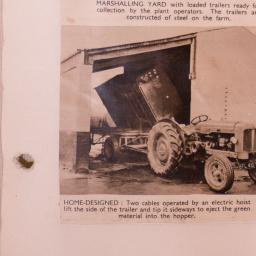 MARSHALLING YARD with loaded trailers ready fo
collection by the plant operators. The trailers a
constructed of steel on the farm.
HOME-DESIGNED : Two cables operated by an electric hoist
lift the side of the trailer and tip it sideways to eject the green
material into the hopper.